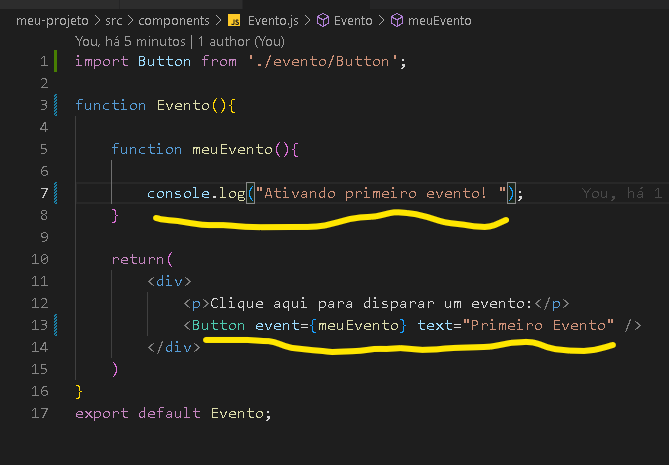 meu-projeto > src > components > JS Evento.js > Evento > meuEvento
You, há 5 minutos | 1 author (You)
1 import Button from './evento/Button';
2
3 function Evento(){
4
5 function meuEvento(){
6
7 console.log("Ativando primeiro evento! "); You, há 1
8 }
9
10 return(
11 <div>
12 <p>Clique aqui para disparar um evento:</p>
13 <Button event={meuEvento} text="Primeiro Evento" />
14 </div>
15 )
16 }
17 export default Evento;